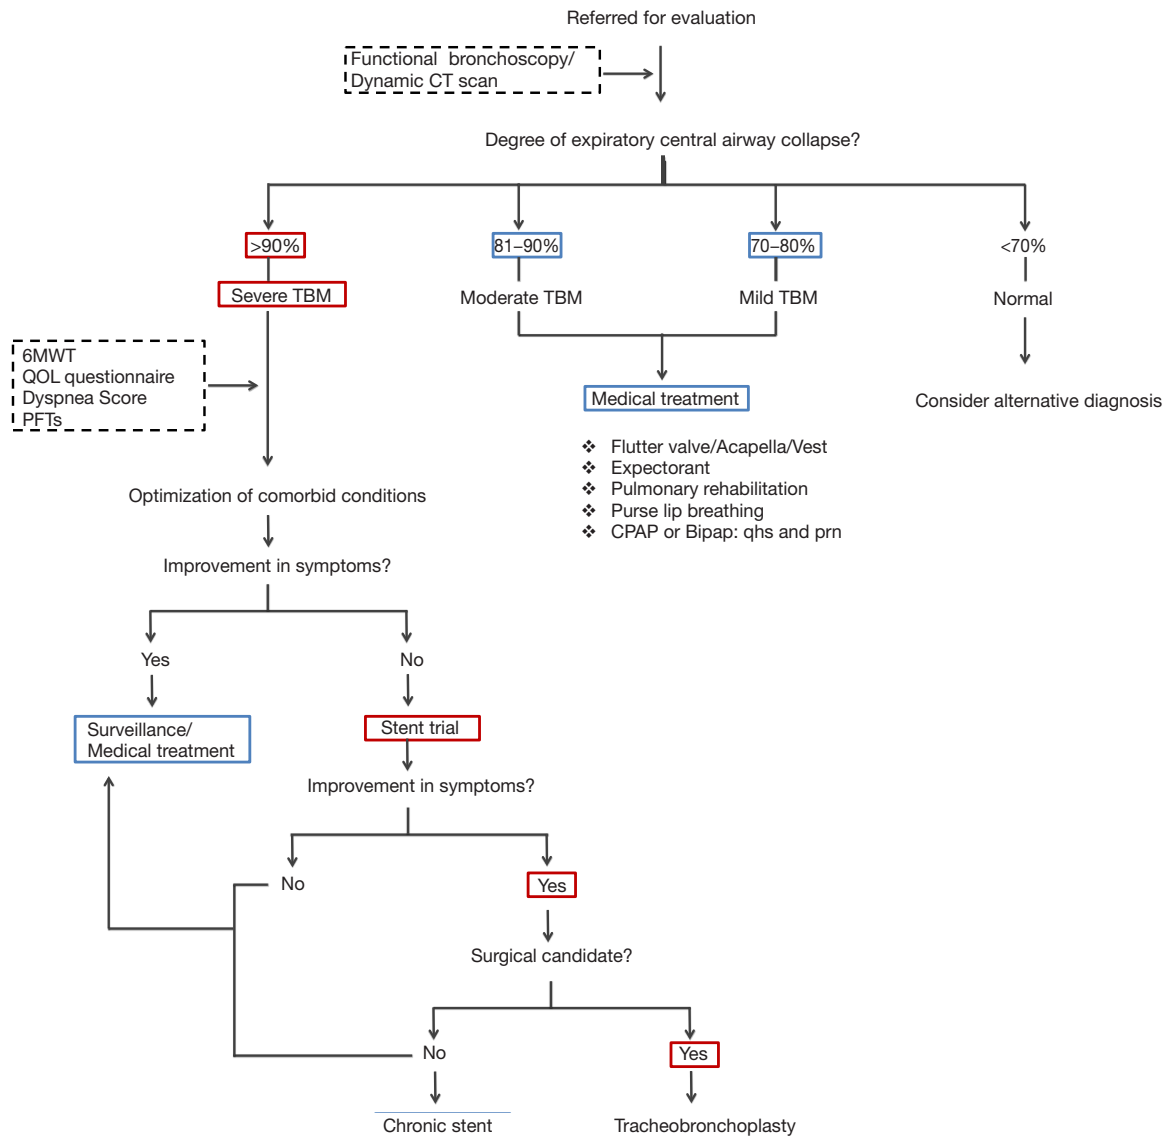 Referred for evaluation
Functional bronchoscopy/
Dynamic CT scan
Degree of expiratory central airway collapse?
>90%
81–90%
70–80%
<70%
Severe TBM
Moderate TBM
Mild TBM
Normal
6MWT
QOL questionnaire
Dyspnea Score
PFTs
Medical treatment
Consider alternative diagnosis
❖ Flutter valve/Acapella/Vest
❖ Expectorant
❖ Pulmonary rehabilitation
❖ Purse lip breathing
❖ CPAP or Bipap: qhs and prn
Optimization of comorbid conditions
Improvement in symptoms?
Yes
No
Surveillance/
Medical treatment
Stent trial
Improvement in symptoms?
No
Yes
Surgical candidate?
No
Yes
Chronic stent
Tracheobronchoplasty